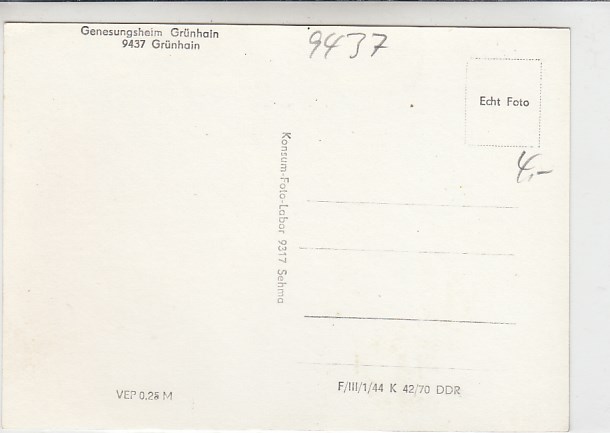 Genesungsheim Grünhain
9437 Grünhain
9437
Echt Foto
4,-
Konsum-Foto-Labor 9317 Sehma
VEP 0,25 M
F/III/1/44 K 42/70 DDR